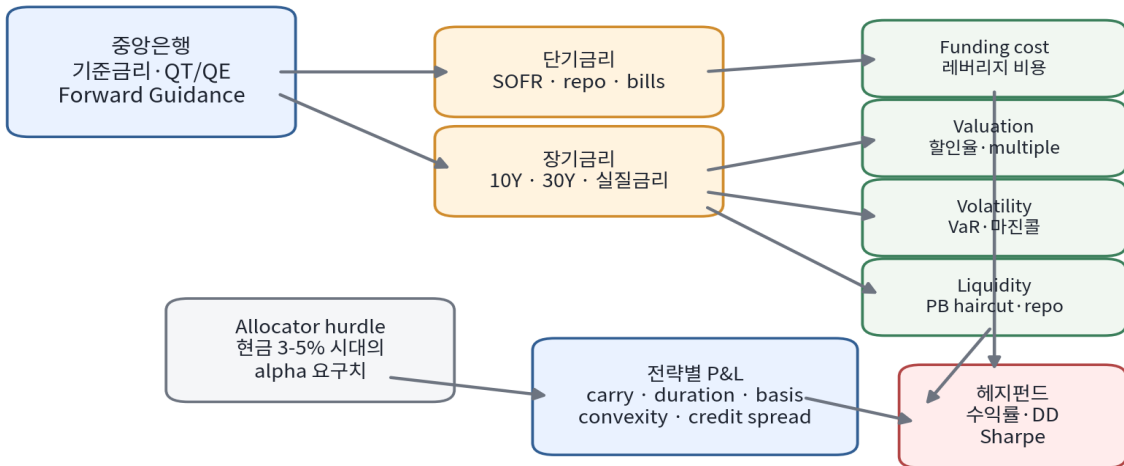 중앙은행
기준금리·QT/QE
Forward Guidance
단기금리
SOFR · repo · bills
장기금리
10Y · 30Y · 실질금리
Funding cost
레버리지 비용
Valuation
할인율·multiple
Volatility
VaR·마진콜
Liquidity
PB haircut·repo
Allocator hurdle
현금 3-5% 시대의
alpha 요구치
전략별 P&L
carry · duration · basis
convexity · credit spread
헤지펀드
수익률·DD
Sharpe